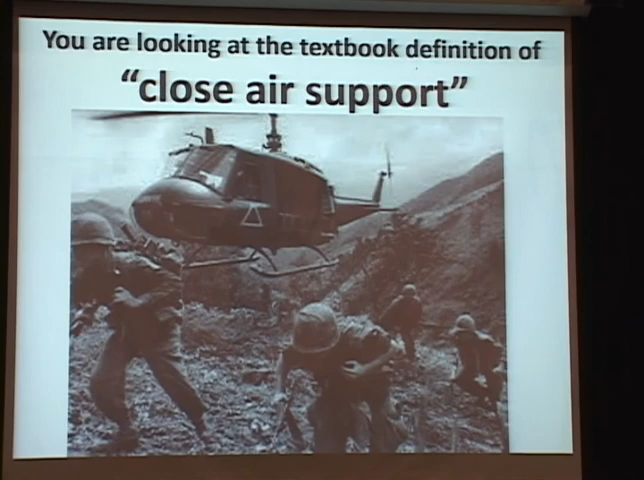 You are looking at the textbook definition of
“close air support”